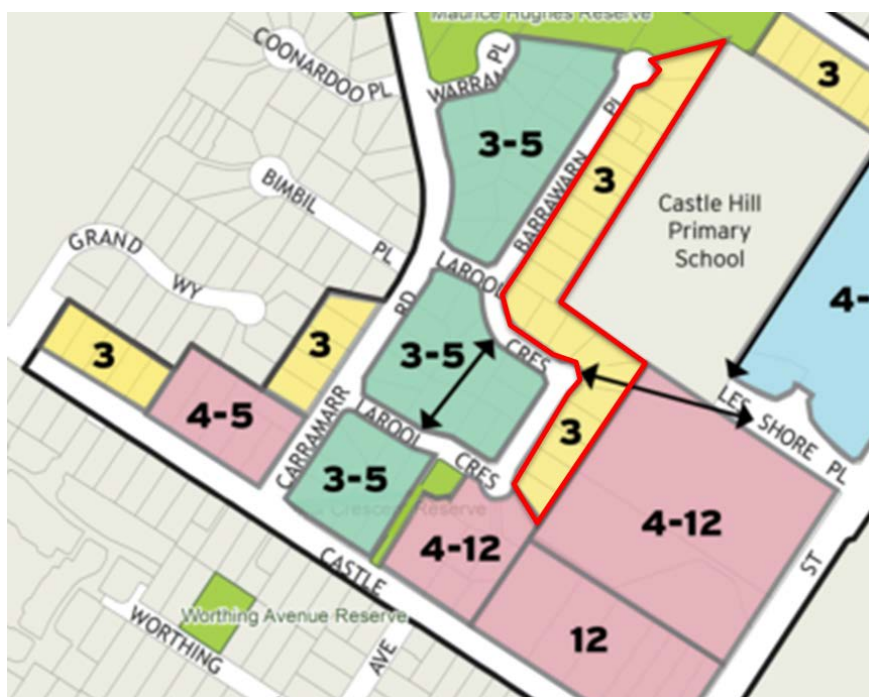 Maurice Hughes Reserve
COONARDOO PL
WARRAN PL
3
3-5
BARRAWARN PL
3
Castle Hill
Primary
School
BIMBIL PL
GRAND WY
LAROOL CRES
RD
4-
3
3
3-5
4-5
CARRAMARR
LAROOL CRES
3
LES SHORE PL
3-5
Crescent Reserve
4-12
4-12
CASTLE
ST
12
Worthing Avenue Reserve
WORTHING
AVE